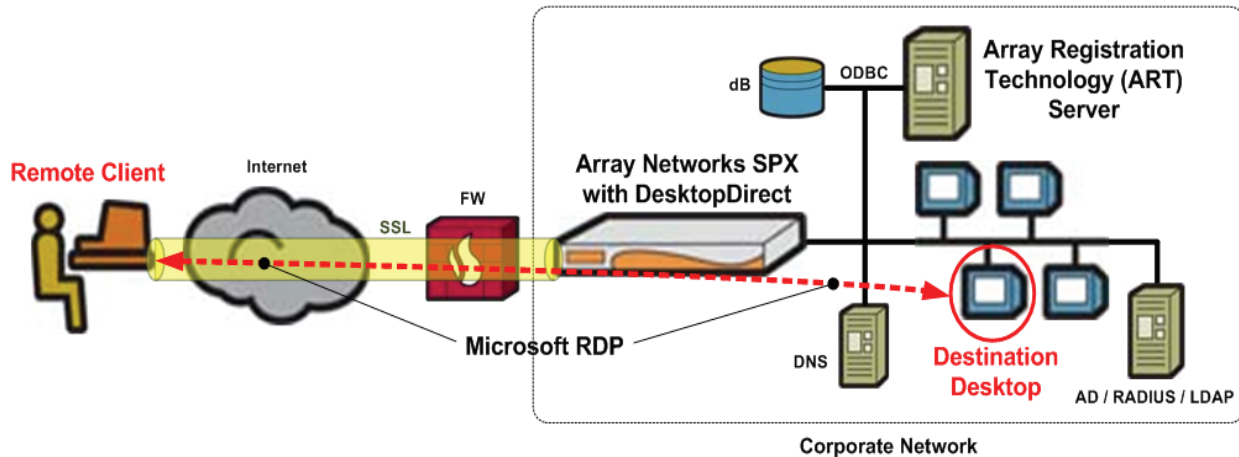 Remote Client
Internet
SSL
FW
Array Networks SPX
with DesktopDirect
dB
ODBC
Array Registration
Technology (ART)
Server
Microsoft RDP
DNS
Destination
Desktop
AD / RADIUS / LDAP
Corporate Network